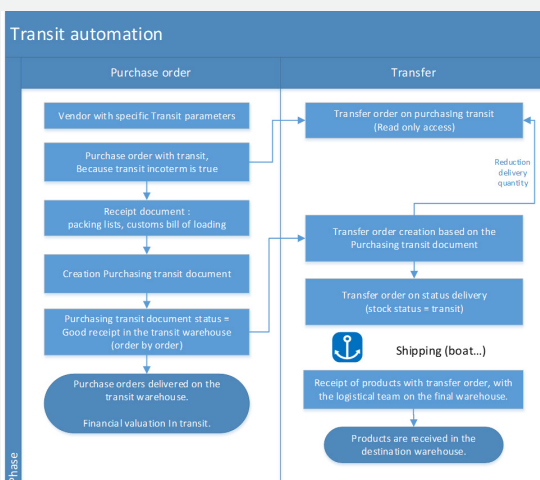 Transit automation
Purchase order
Transfer
Vendor with specific Transit parameters
Purchase order with transit,
Because transit incoterm is true
Receipt document :
packing lists, customs bill of loading
Creation Purchasing transit document
Purchasing transit document status =
Good receipt in the transit warehouse
(order by order)
Purchase orders delivered on the
transit warehouse.
Financial valuation In transit.
Transfer order on purchasing transit
(Read only access)
Reduction
delivery
quantity
Transfer order creation based on the
Purchasing transit document
Transfer order on status delivery
(stock status = transit)
Shipping (boat...)
Receipt of products with transfer order, with
the logistical team on the final warehouse.
Products are received in the
destination warehouse.
Phase